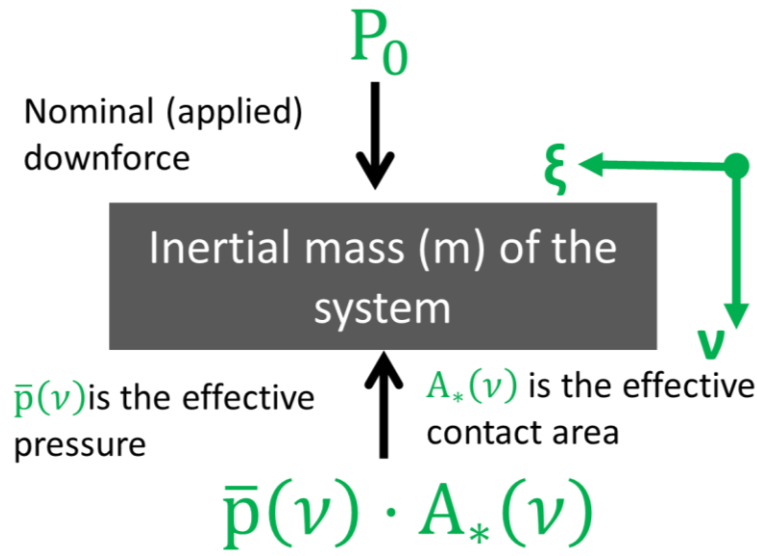 P₀
Nominal (applied)
downforce
ξ
Inertial mass (m) of the
system
ν
p̅(ν)is the effective
pressure
A₊(ν) is the effective
contact area
p̅(ν) · A₊(ν)